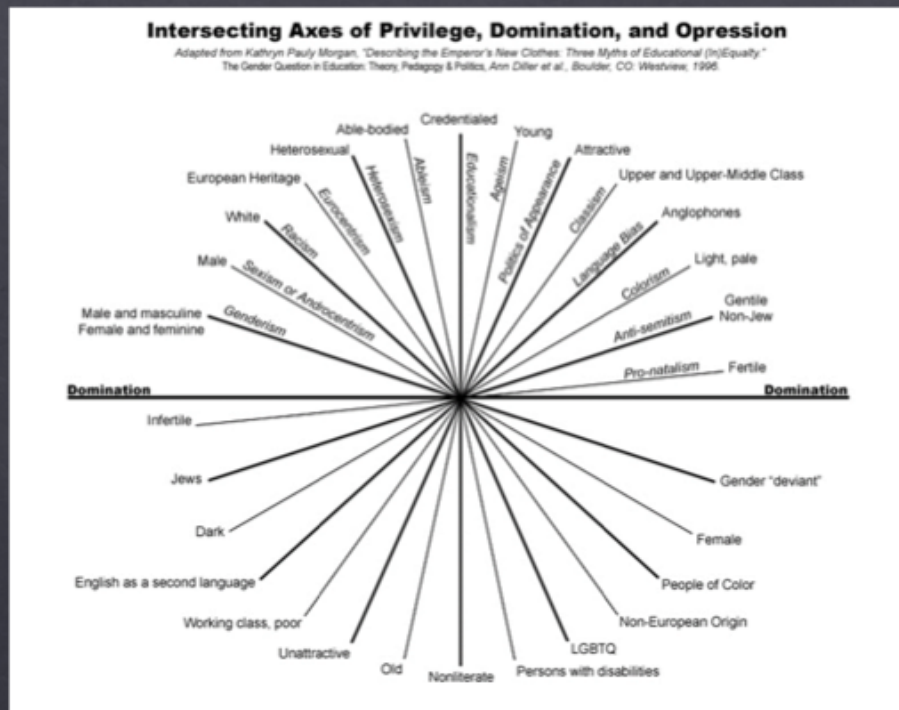 Intersecting Axes of Privilege, Domination, and Opression
Adapted from Kathryn Pauly Morgan, "Describing the Emperor's New Clothes: Three Myths of Educational (In)Equality."
The Gender Question in Education: Theory, Pedagogy & Politics, Ann Diller et al., Boulder, CO: Westview, 1996.
Credentialed
Able-bodied
Young
Heterosexual
Attractive
European Heritage
Upper and Upper-Middle Class
White
Anglophones
Male
Light, pale
Male and masculine
Female and feminine
Gentile
Non-Jew
Fertile
Genderism
Sexism or Androcentrism
Racism
Eurocentrism
Heterosexism
Ableism
Educationalism
Ageism
Politics of Appearance
Classism
Language Bias
Colorism
Anti-semitism
Pro-natalism
Domination
Domination
Infertile
Jews
Dark
English as a second language
Working class, poor
Unattractive
Old
Nonliterate
Persons with disabilities
LGBTQ
Non-European Origin
People of Color
Female
Gender "deviant"